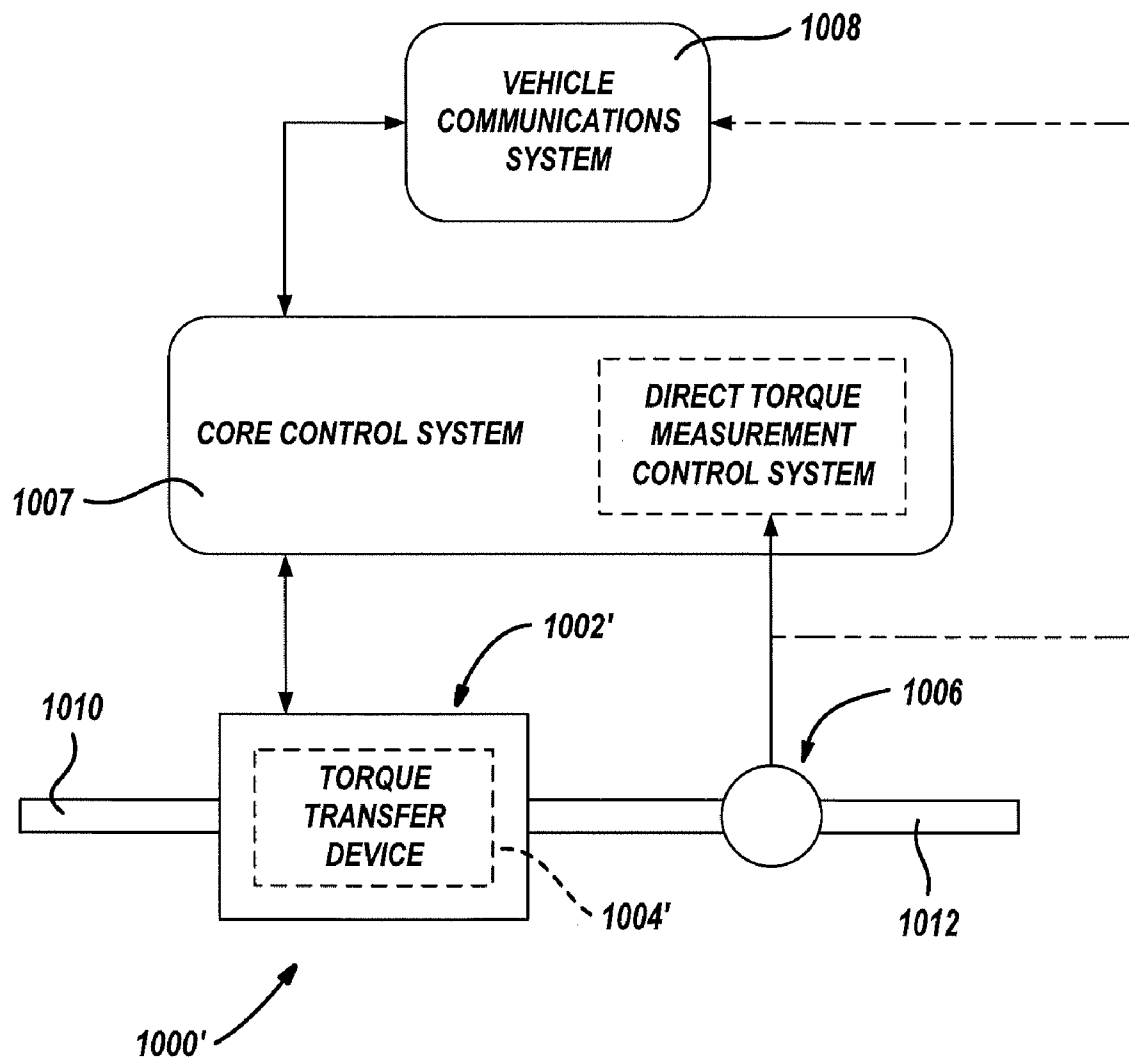 1008
VEHICLE
COMMUNICATIONS
SYSTEM
CORE CONTROL SYSTEM
DIRECT TORQUE
MEASUREMENT
CONTROL SYSTEM
1007
1002'
1010
1006
TORQUE
TRANSFER
DEVICE
1004'
1012
1000'